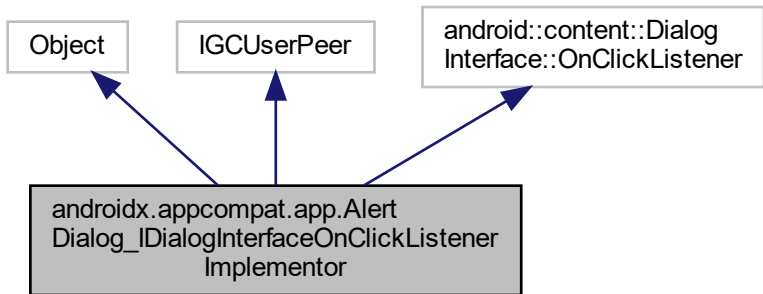 Object
IGCUserPeer
android::content::Dialog
Interface::OnClickListener
androidx.appcompat.app.Alert
Dialog_IDialogInterfaceOnClickListener
Implementor